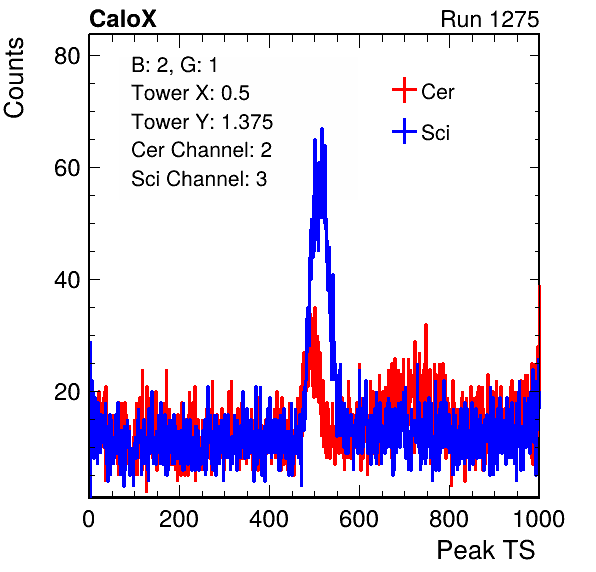 CaloX Run 1275
Counts
80
60
40
20
B: 2, G: 1
Tower X: 0.5
Tower Y: 1.375
Cer Channel: 2
Sci Channel: 3
Cer
Sci
0 200 400 600 800 1000
Peak TS